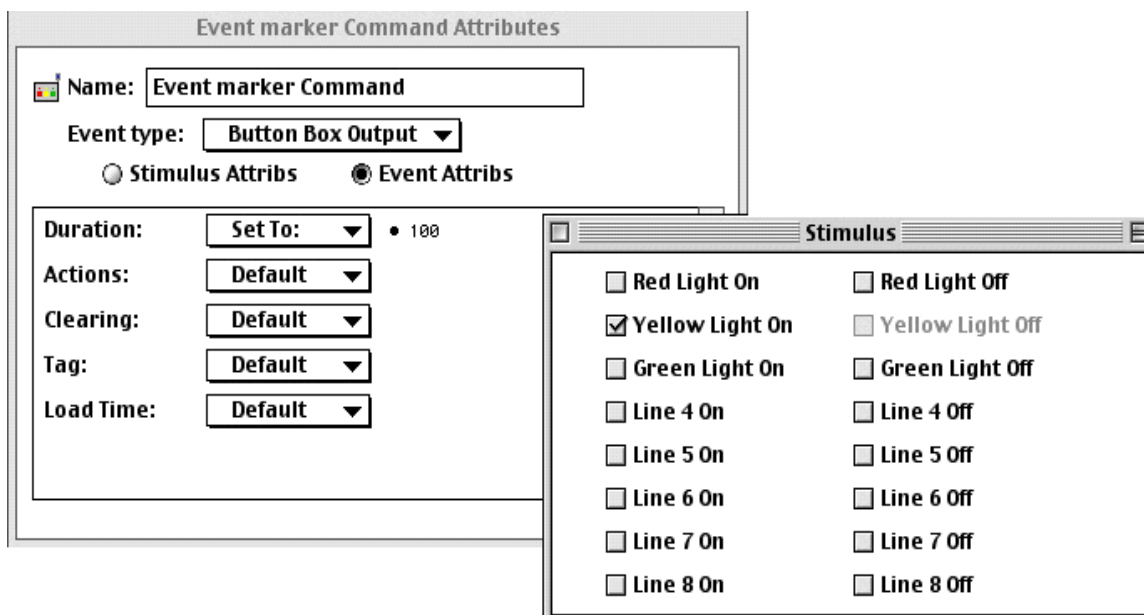 Event marker Command Attributes
Name: Event marker Command
Event type: Button Box Output
Stimulus Attribs Event Attribs
Duration: Set To: • 100
Actions: Default
Clearing: Default
Tag: Default
Load Time: Default
Stimulus
Red Light On Red Light Off
Yellow Light On Yellow Light Off
Green Light On Green Light Off
Line 4 On Line 4 Off
Line 5 On Line 5 Off
Line 6 On Line 6 Off
Line 7 On Line 7 Off
Line 8 On Line 8 Off